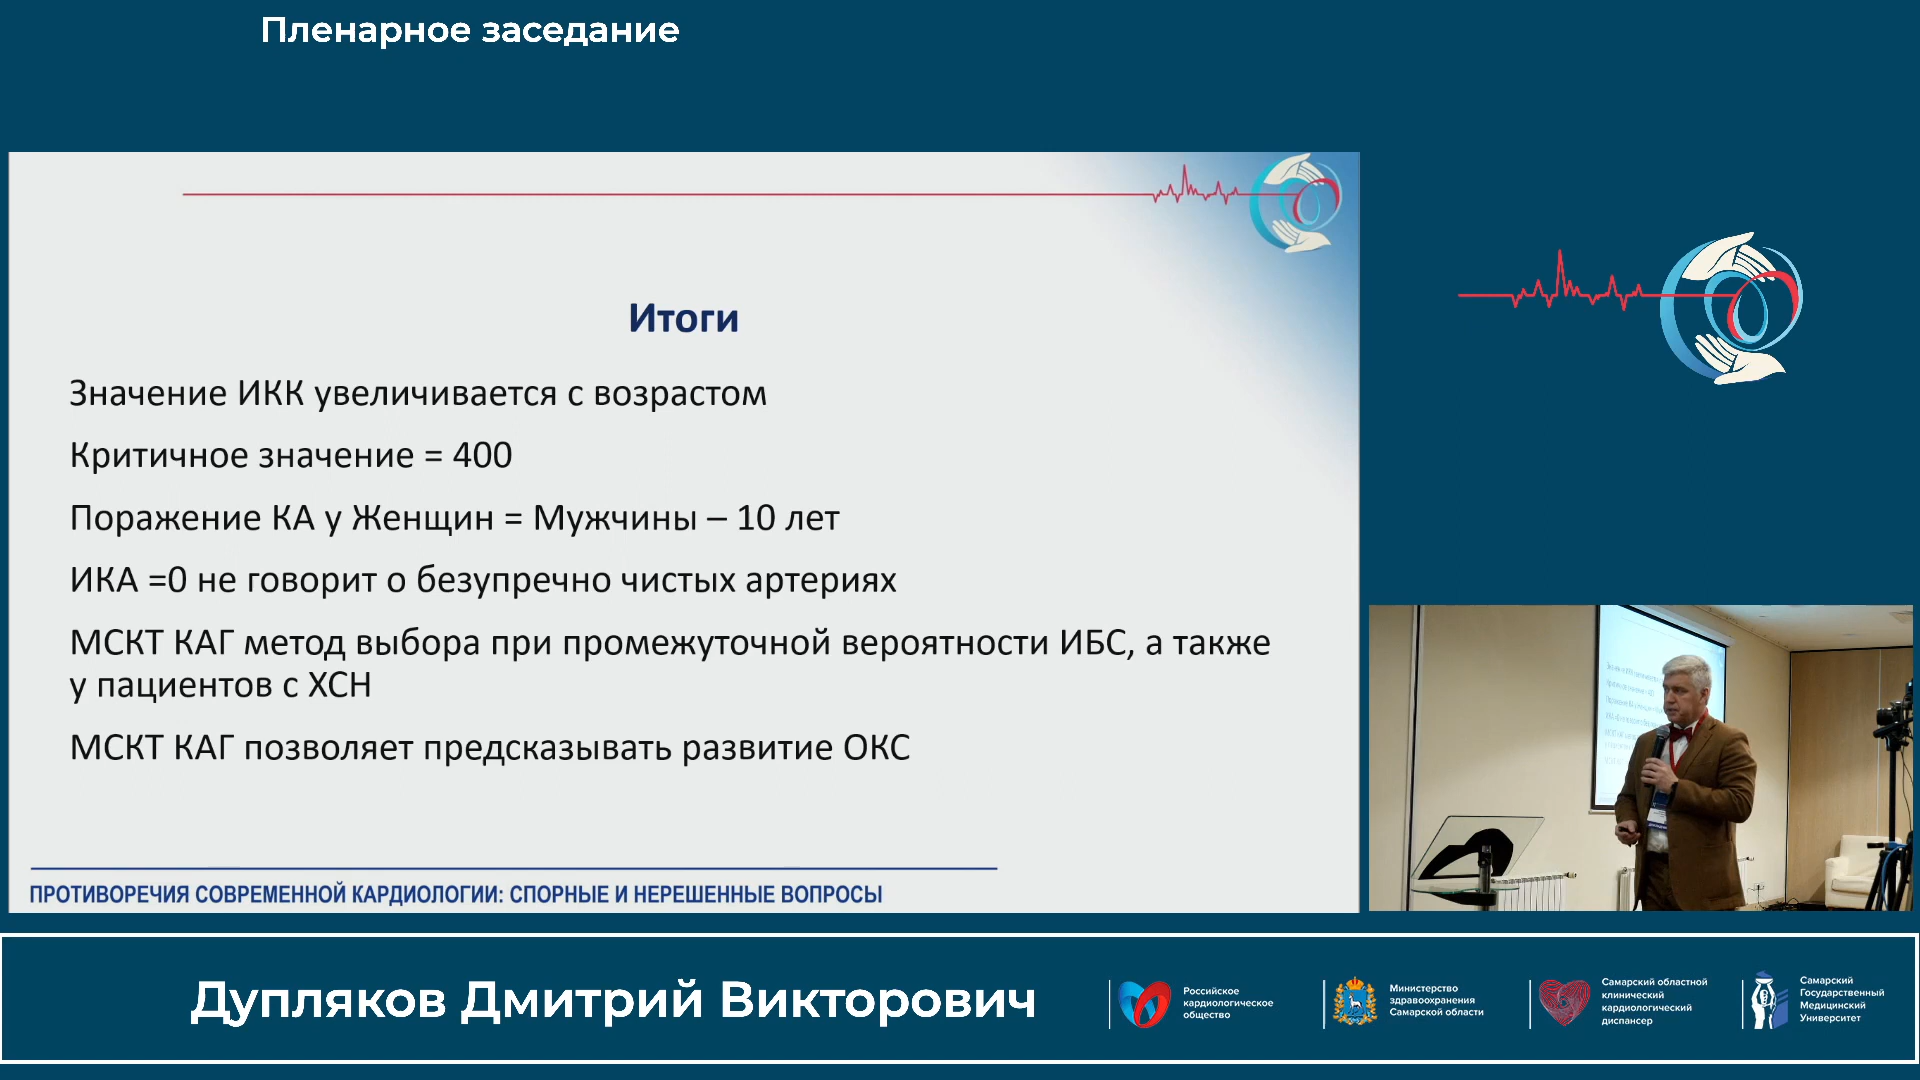 Пленарное заседание
Итоги
Значение ИКК увеличивается с возрастом
Критичное значение = 400
Поражение КА у Женщин = Мужчины – 10 лет
ИКА =0 не говорит о безупречно чистых артериях
МСКТ КАГ метод выбора при промежуточной вероятности ИБС, а также
у пациентов с ХСН
МСКТ КАГ позволяет предсказывать развитие ОКС
ПРОТИВОРЕЧИЯ СОВРЕМЕННОЙ КАРДИОЛОГИИ: СПОРНЫЕ И НЕРЕШЕННЫЕ ВОПРОСЫ
Дупляков Дмитрий Викторович
Российское
кардиологическое
общество
Министерство
здравоохранения
Самарской области
Самарский областной
клинический
кардиологический
диспансер
Самарский
Государственный
Медицинский
Университет